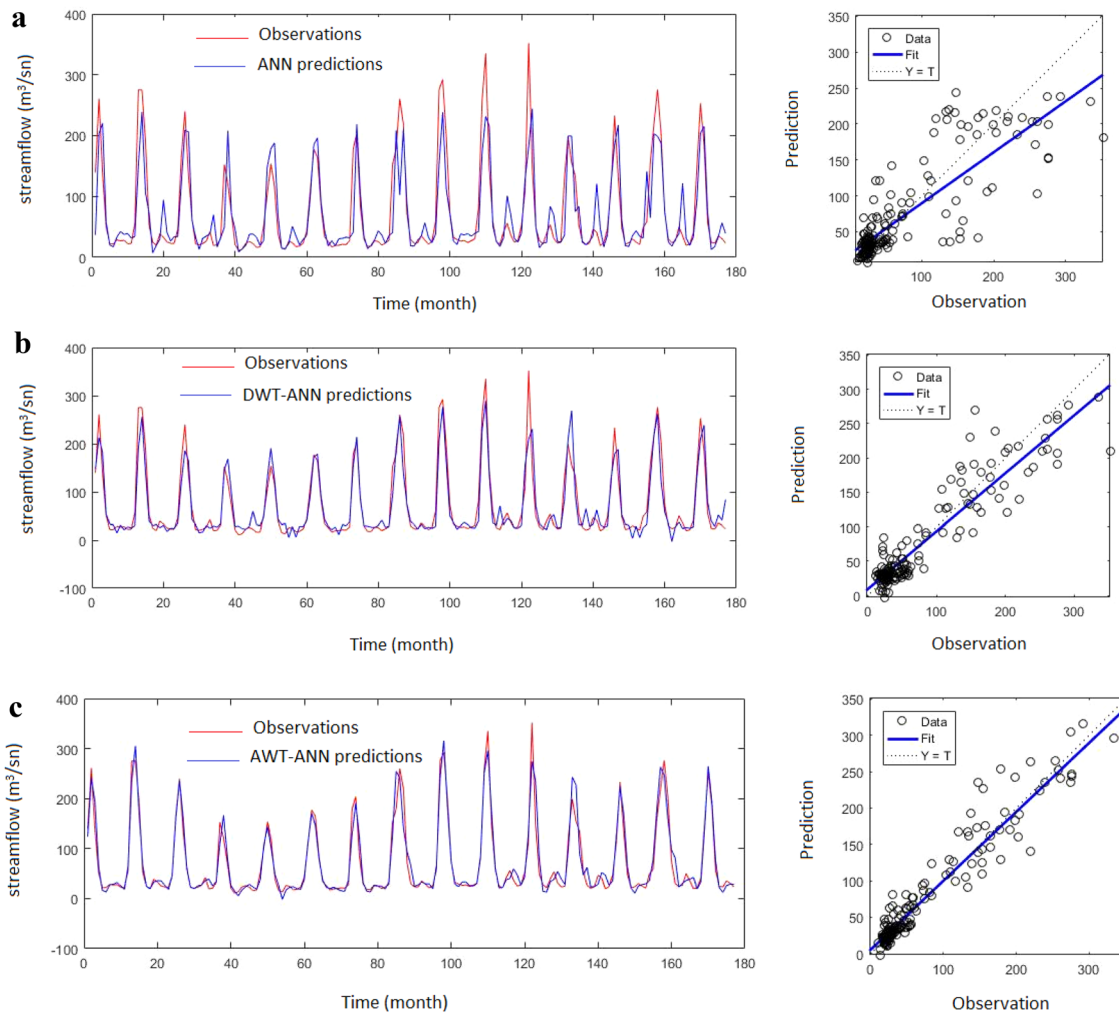 a
400
300
200
100
0
streamflow (m³/sn)
Observations
ANN predictions
0 20 40 60 80 100 120 140 160 180
Time (month)
350
300
250
200
150
100
50
Prediction
Data
Fit
Y = T
100 200 300
Observation
b
400
300
200
100
0
-100
streamflow (m³/sn)
Observations
DWT-ANN predictions
0 20 40 60 80 100 120 140 160 180
Time (month)
350
300
250
200
150
100
50
0
Prediction
Data
Fit
Y = T
0 100 200 300
Observation
c
400
300
200
100
0
-100
streamflow (m³/sn)
Observations
AWT-ANN predictions
0 20 40 60 80 100 120 140 160 180
Time (month)
350
300
250
200
150
100
50
0
Prediction
Data
Fit
Y = T
0 100 200 300
Observation